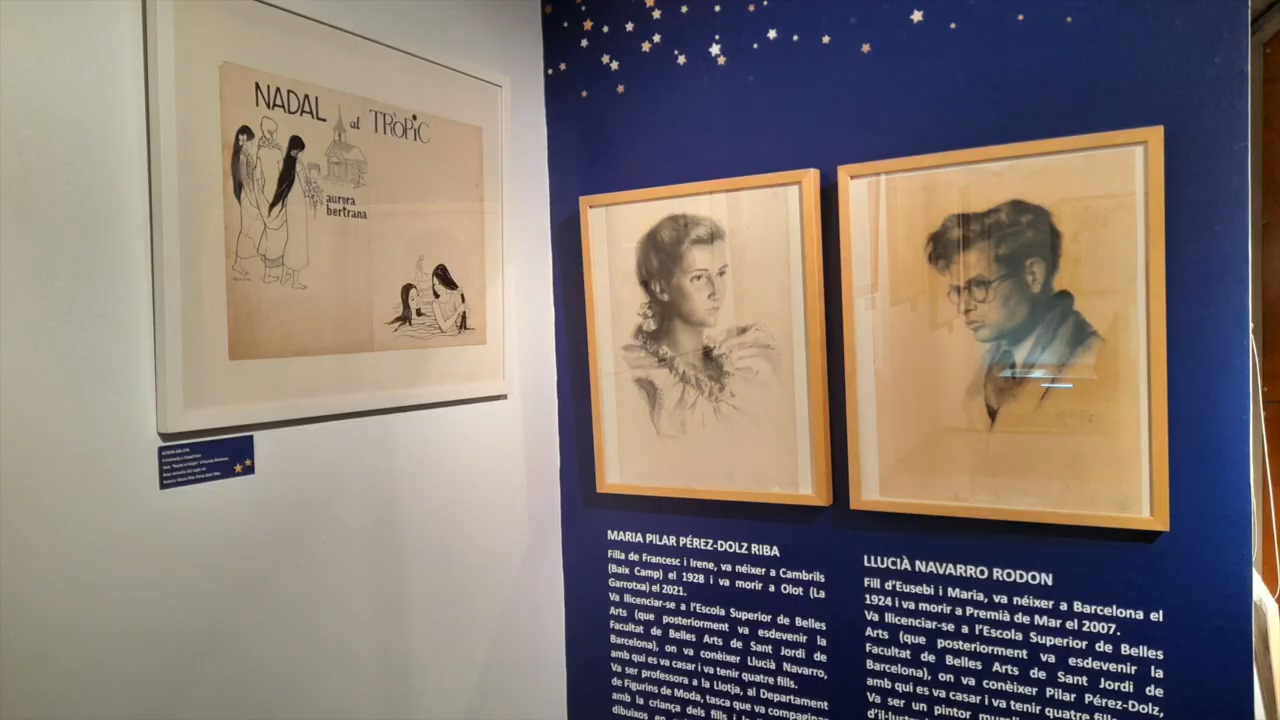 NADAL al TRòPiC
aurora
bertrana
MARIA PILAR PÉREZ-DOLZ RIBA
Filla de Francesc i Irene, va néixer a Cambrils
(Baix Camp) el 1928 i va morir a Olot (La
Garrotxa) el 2021.
Va llicenciar-se a l'Escola Superior de Belles
Arts (que posteriorment va esdevenir la
Facultat de Belles Arts de Sant Jordi de
Barcelona), on va conèixer Llucià Navarro,
amb qui es va casar i va tenir quatre fills.
Va ser professora a la Llotja, al Departament
de Figurins de Moda, tasca que va compaginar
amb la criança dels fills i
dibuixos en
LLUCIÀ NAVARRO RODON
Fill d'Eusebi i Maria, va néixer a Barcelona el
1924 i va morir a Premià de Mar el 2007.
Va llicenciar-se a l'Escola Superior de Belles
Arts (que posteriorment va esdevenir la
Facultat de Belles Arts de Sant Jordi de
Barcelona), on va conèixer Pilar Pérez-Dolz,
amb qui es va casar i va tenir quatre fills.
Va ser un pintor